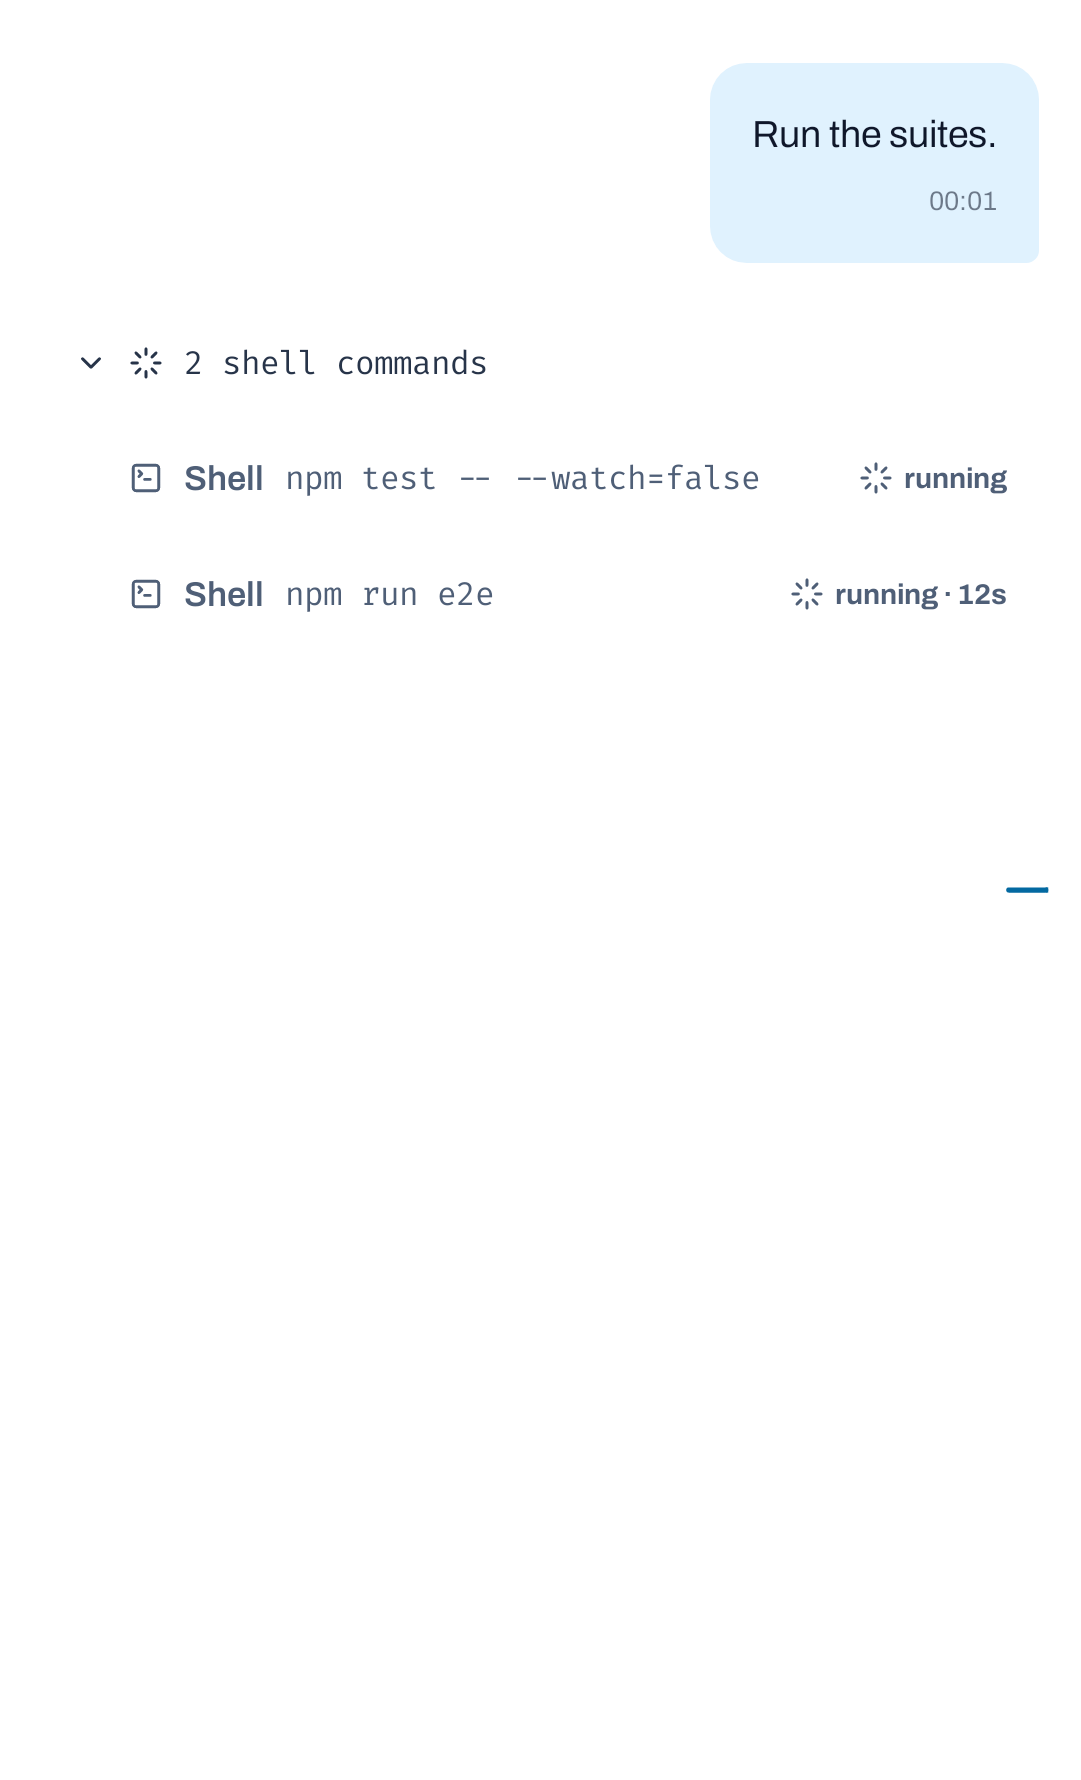 Run the suites.
00:01
2 shell commands
Shell npm test -- --watch=false running
Shell npm run e2e running · 12s